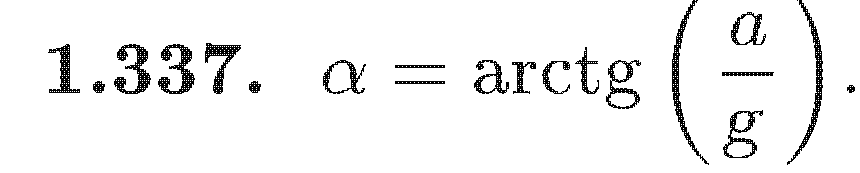 1.337. α = arctg (a/g).